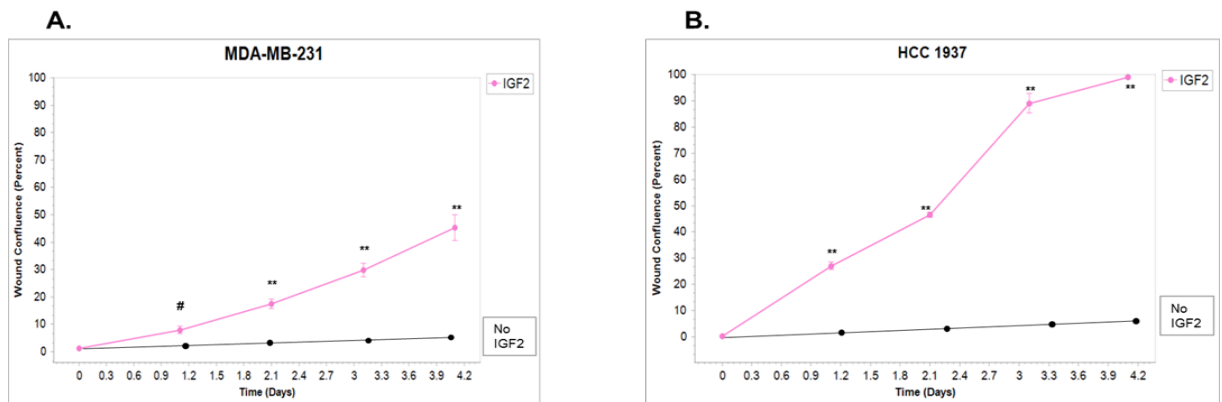 A.
MDA-MB-231
IGF2
Wound Confluence (Percent)
100
90
80
70
60
50
40
30
20
10
0
#
**
**
**
No
IGF2
0 0.3 0.6 0.9 1.2 1.5 1.8 2.1 2.4 2.7 3 3.3 3.6 3.9 4.2
Time (Days)
B.
HCC 1937
IGF2
Wound Confluence (Percent)
100
90
80
70
60
50
40
30
20
10
0
**
**
**
**
No
IGF2
0 0.3 0.6 0.9 1.2 1.5 1.8 2.1 2.4 2.7 3 3.3 3.6 3.9 4.2
Time (Days)